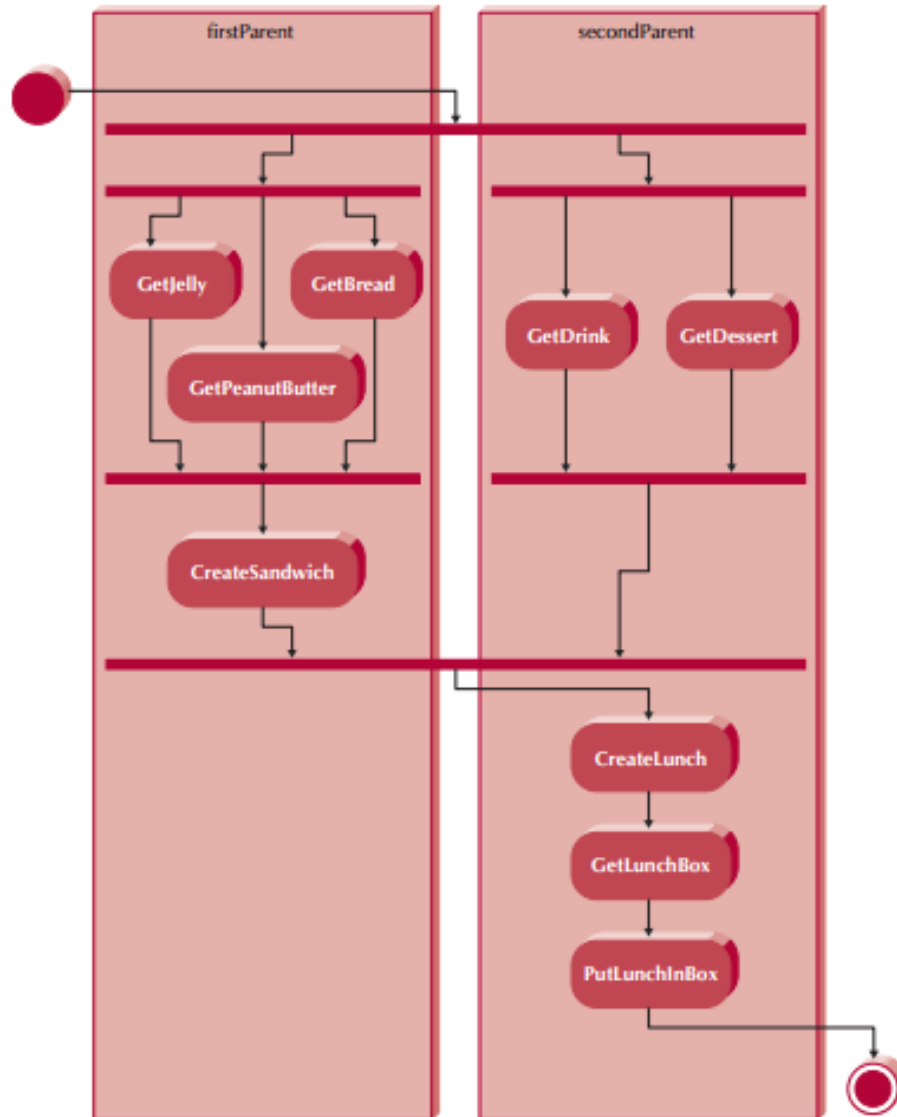 firstParent
secondParent
GetJelly
GetBread
GetDrink
GetDessert
GetPeanutButter
CreateSandwich
CreateLunch
GetLunchBox
PutLunchInBox